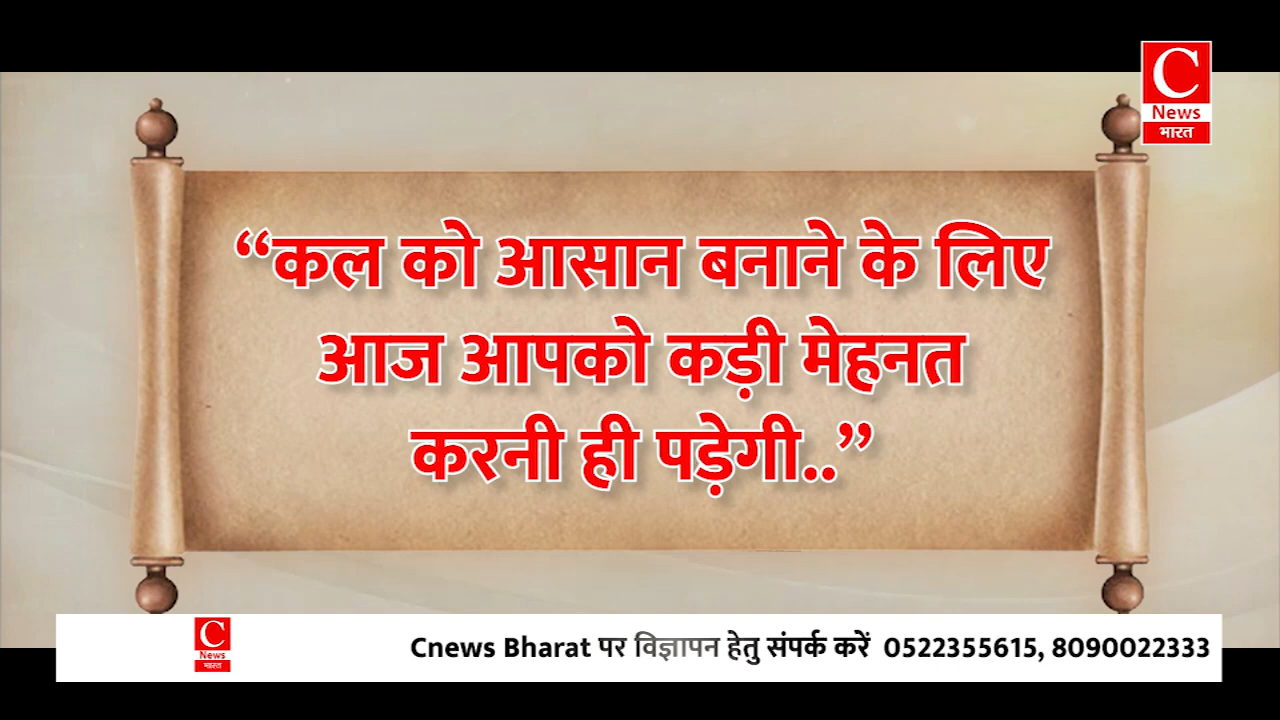 C
News
भारत
“कल को आसान बनाने के लिए
आज आपको कड़ी मेहनत
करनी ही पड़ेगी..”
C
News
भारत
Cnews Bharat पर विज्ञापन हेतु संपर्क करें 0522355615, 8090022333